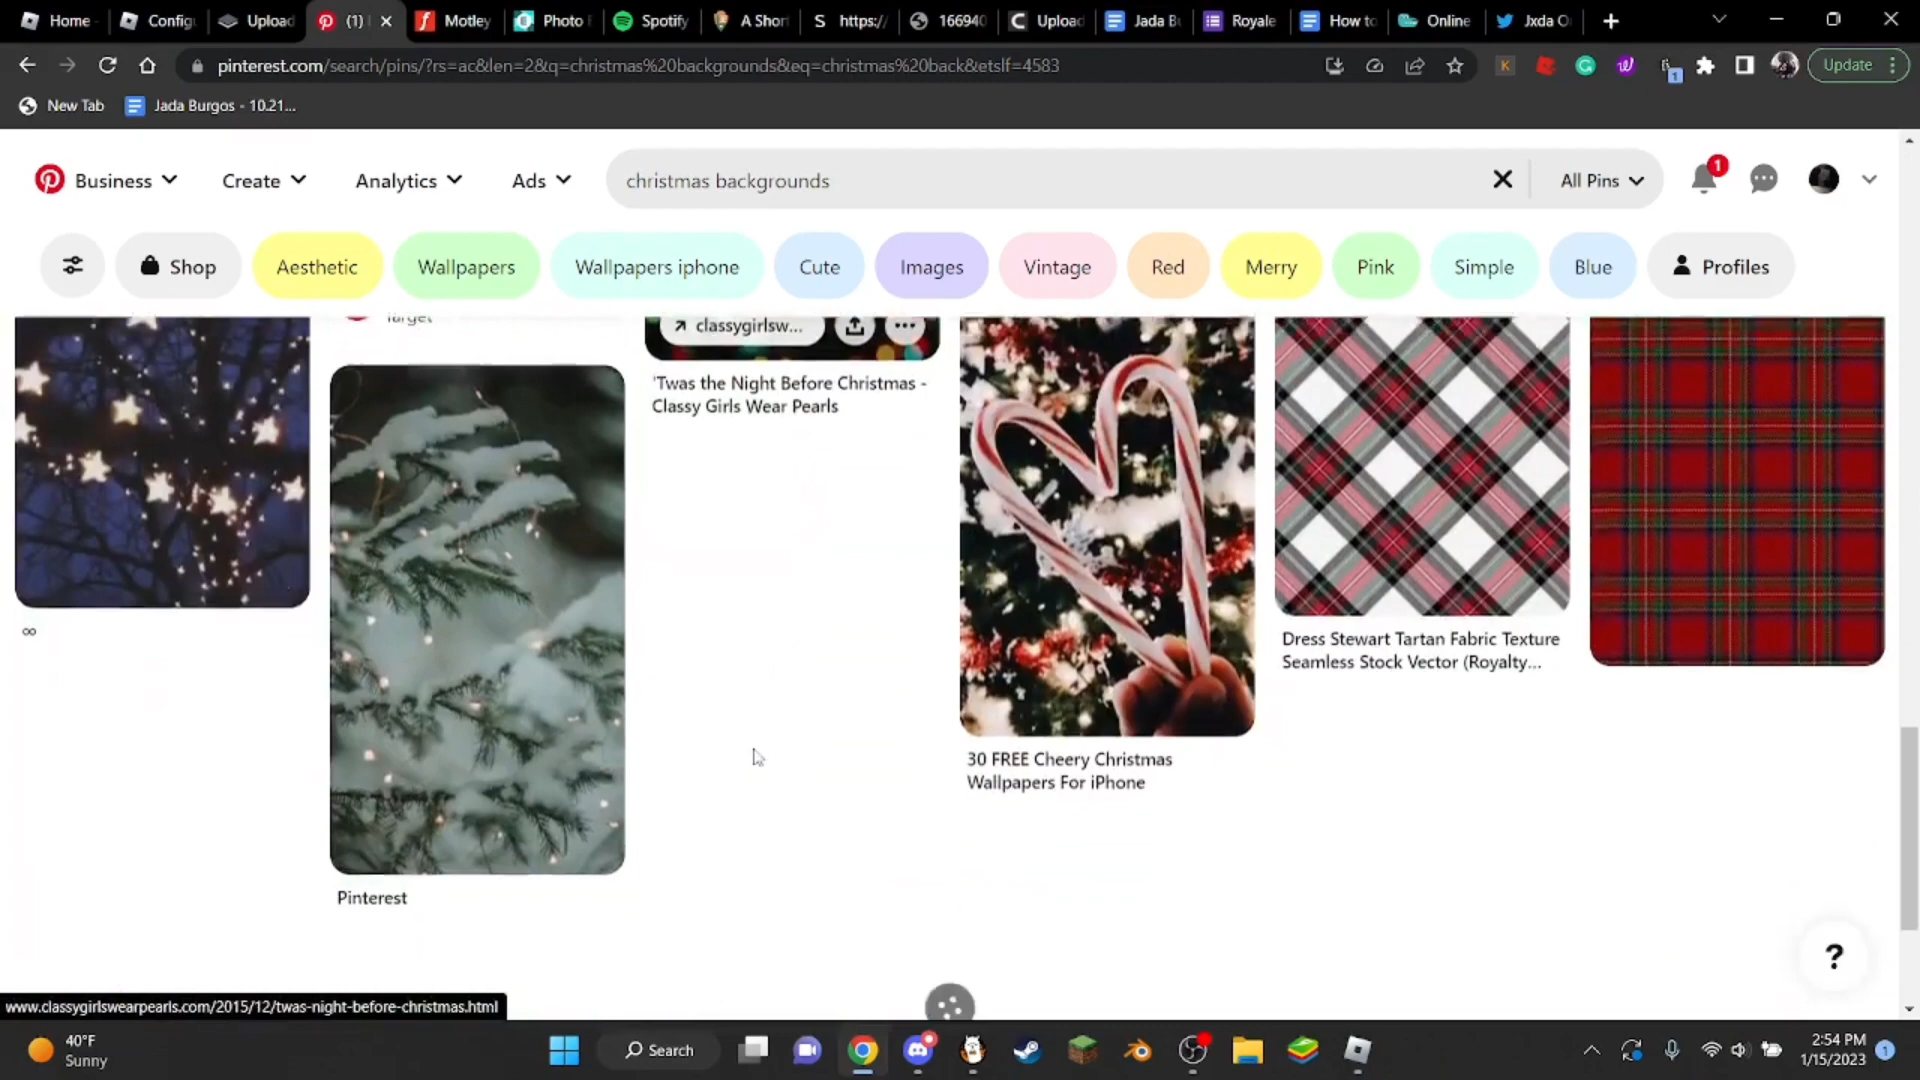 Home
Config
Upload
(1)
Motley
Photo
Spotify
A Shor
https:/
166940
Upload
Jada Bu
Royale
How to
Online
Jxda O
pinterest.com/search/pins/?rs=ac&len=2&q=christmas%20backgrounds&eq=christmas%20back&etslf=4583
1
Update
New Tab
Jada Burgos - 10.21...
Business
Create
Analytics
Ads
christmas backgrounds
All Pins
1
Shop
Aesthetic
Wallpapers
Wallpapers iphone
Cute
Images
Vintage
Red
Merry
Pink
Simple
Blue
Profiles
Target
classygirlsw...
'Twas the Night Before Christmas -
Classy Girls Wear Pearls
∞
Dress Stewart Tartan Fabric Texture
Seamless Stock Vector (Royalty...
30 FREE Cheery Christmas
Wallpapers For iPhone
Pinterest
?
www.classygirlswearpearls.com/2015/12/twas-night-before-christmas.html
40°F
Sunny
Search
2:54 PM
1/15/2023
1